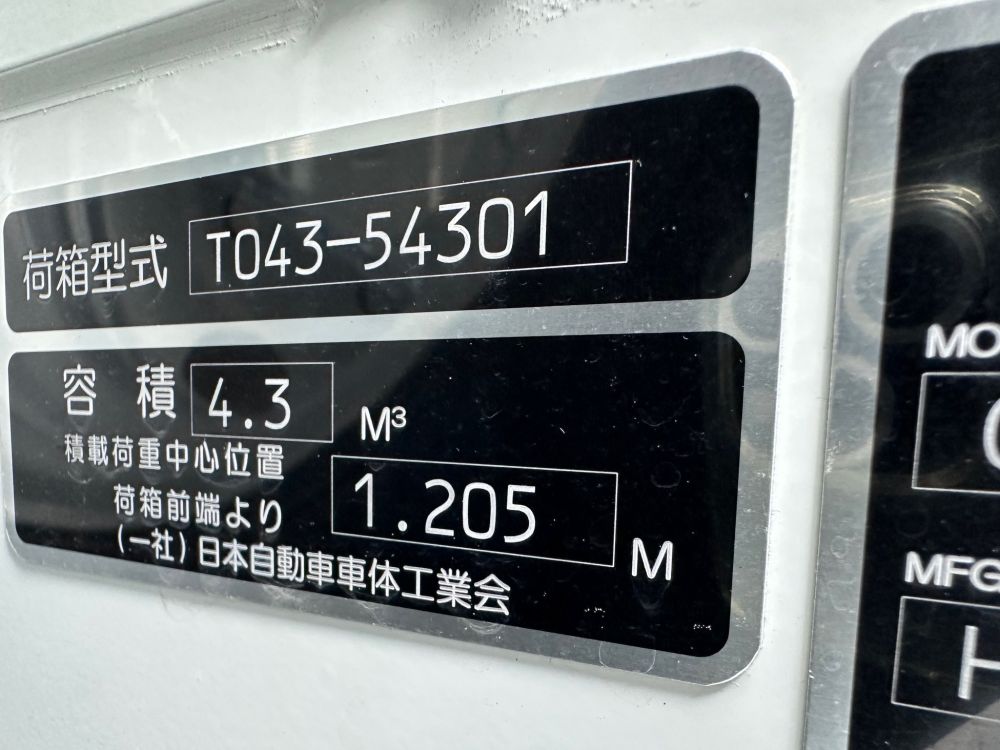 荷箱型式 T043-54301
容積 4.3 M³
積載荷重中心位置
荷箱前端より 1.205 M
(一社)日本自動車車体工業会
MO
MFG
H